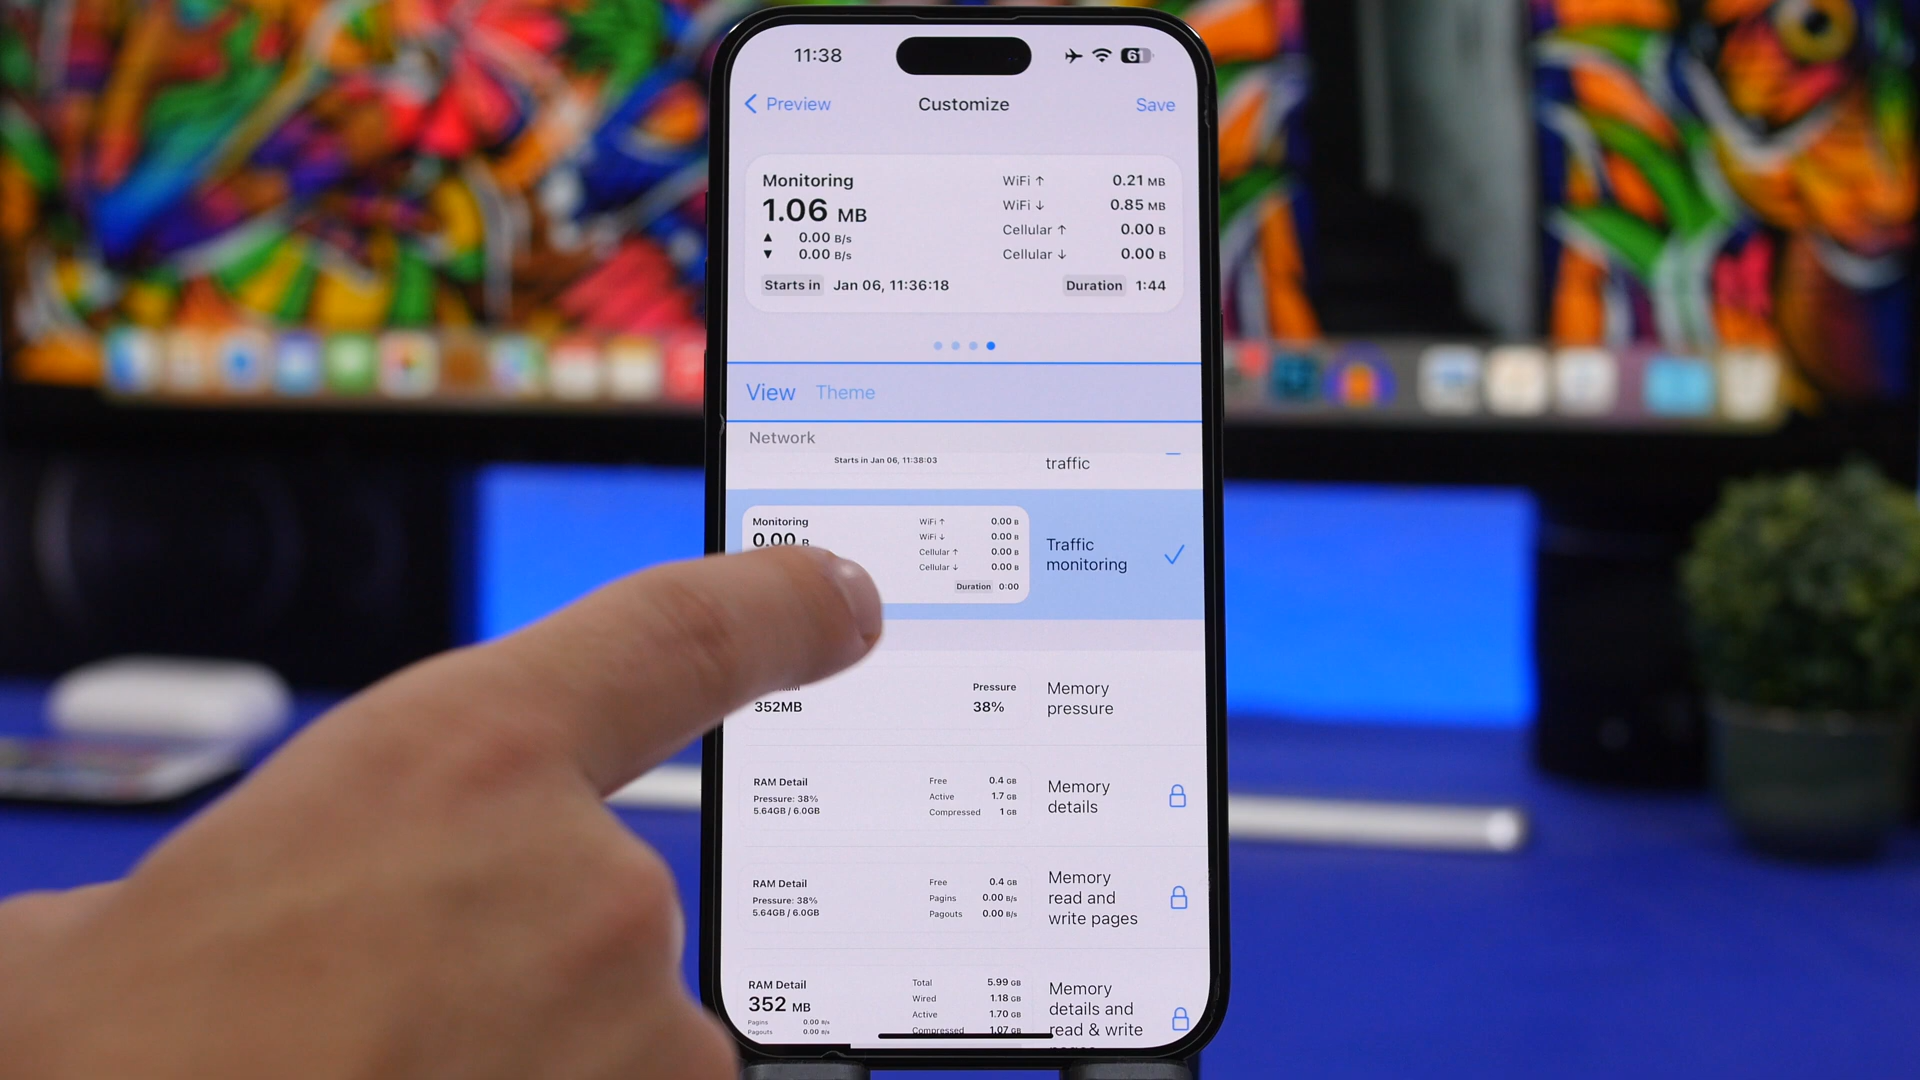 11:38
61
Preview
Customize
Save
Monitoring
1.06 MB
▲ 0.00 B/s
▼ 0.00 B/s
WiFi ↑ 0.21 MB
WiFi ↓ 0.85 MB
Cellular ↑ 0.00 B
Cellular ↓ 0.00 B
Starts in Jan 06, 11:36:18
Duration 1:44
View Theme
Network
Starts in Jan 06, 11:38:03
traffic
Monitoring
0.00 B
WiFi ↑ 0.00 B
WiFi ↓ 0.00 B
Cellular ↑ 0.00 B
Cellular ↓ 0.00 B
Duration 0:00
Traffic
monitoring
352MB
Pressure
38%
Memory
pressure
RAM Detail
Pressure: 38%
5.64GB / 6.0GB
Free 0.4 GB
Active 1.7 GB
Compressed 1 GB
Memory
details
RAM Detail
Pressure: 38%
5.64GB / 6.0GB
Free 0.4 GB
Pagins 0.00 B/s
Pagouts 0.00 B/s
Memory
read and
write pages
RAM Detail
352 MB
Pagins 0.00 B/s
Pagouts 0.00 B/s
Total 5.99 GB
Wired 1.18 GB
Active 1.70 GB
Compressed 1.07 GB
Memory
details and
read & write